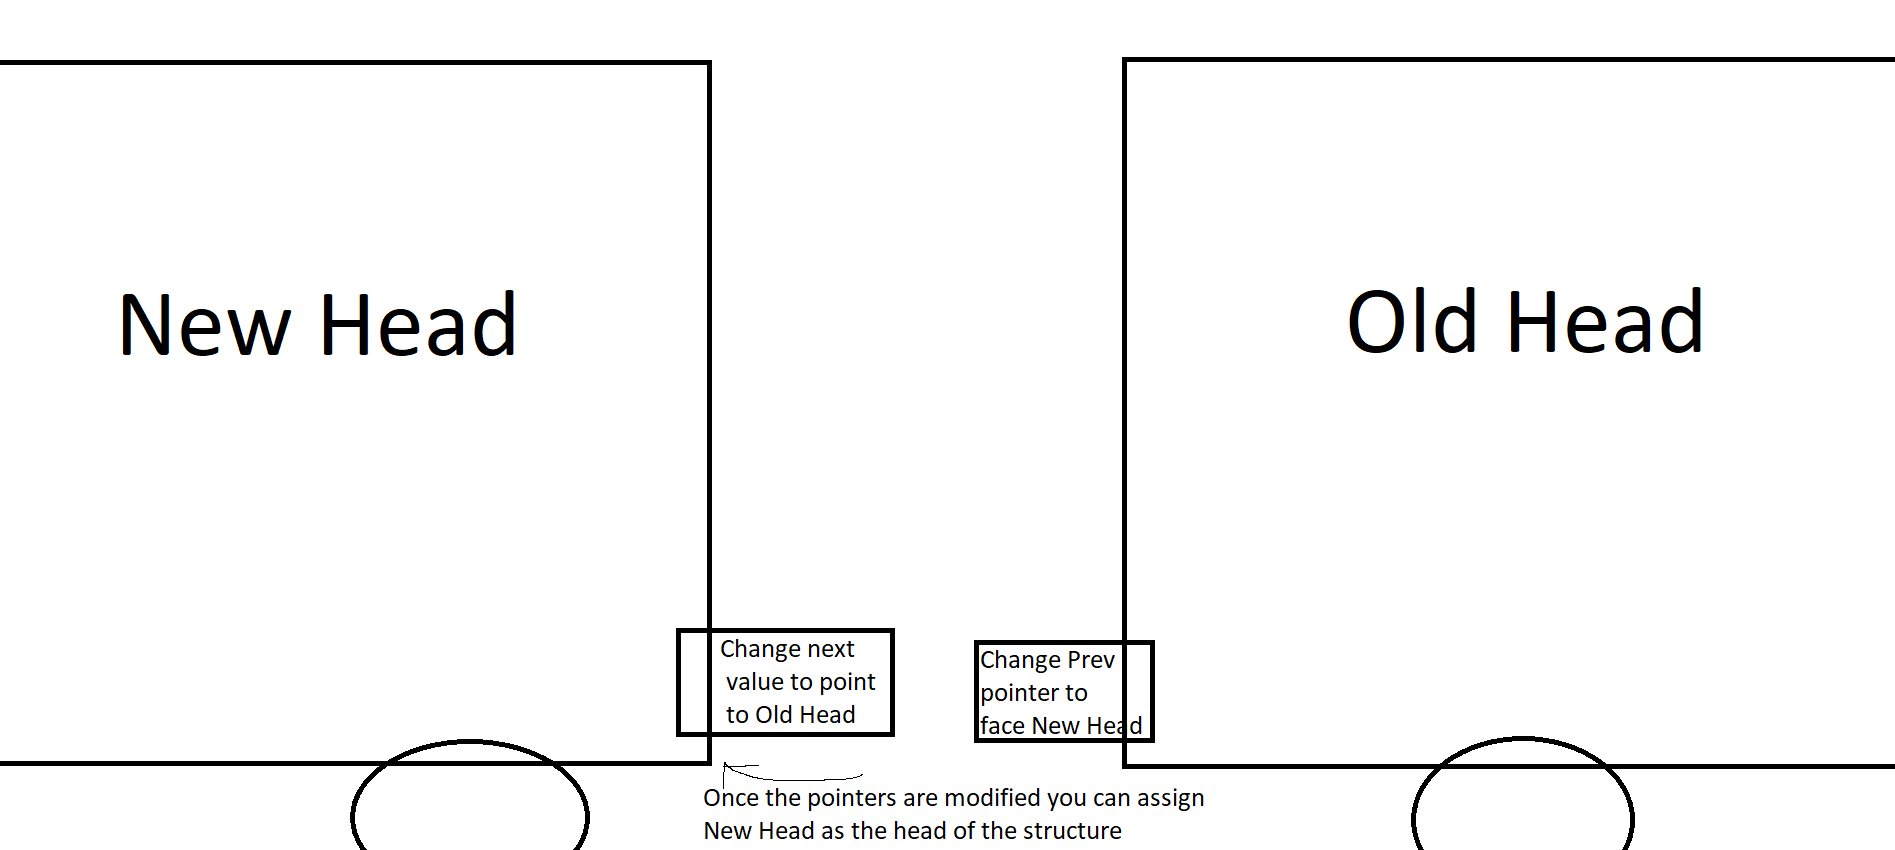 New Head
Old Head
Change next
value to point
to Old Head
Change Prev
pointer to
face New Head
Once the pointers are modified you can assign
New Head as the head of the structure